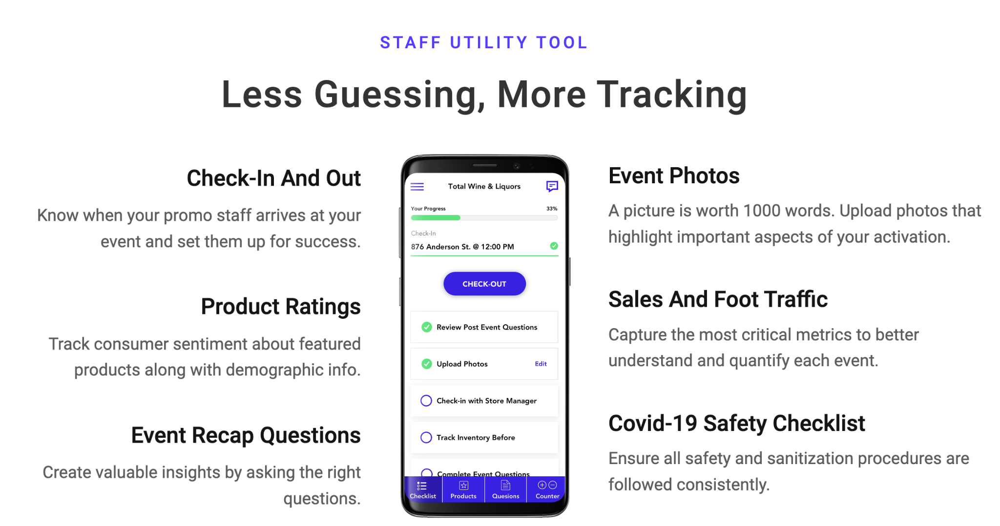 STAFF UTILITY TOOL
Less Guessing, More Tracking
Check-In And Out
Know when your promo staff arrives at your
event and set them up for success.
Product Ratings
Track consumer sentiment about featured
products along with demographic info.
Event Recap Questions
Create valuable insights by asking the right
questions.
Total Wine & Liquors
Your Progress 33%
Check-In
876 Anderson St. @ 12:00 PM
CHECK-OUT
Review Post Event Questions
Upload Photos Edit
Check-in with Store Manager
Track Inventory Before
Complete Event Questions
Checklist Products Quesions Counter
Event Photos
A picture is worth 1000 words. Upload photos that
highlight important aspects of your activation.
Sales And Foot Traffic
Capture the most critical metrics to better
understand and quantify each event.
Covid-19 Safety Checklist
Ensure all safety and sanitization procedures are
followed consistently.